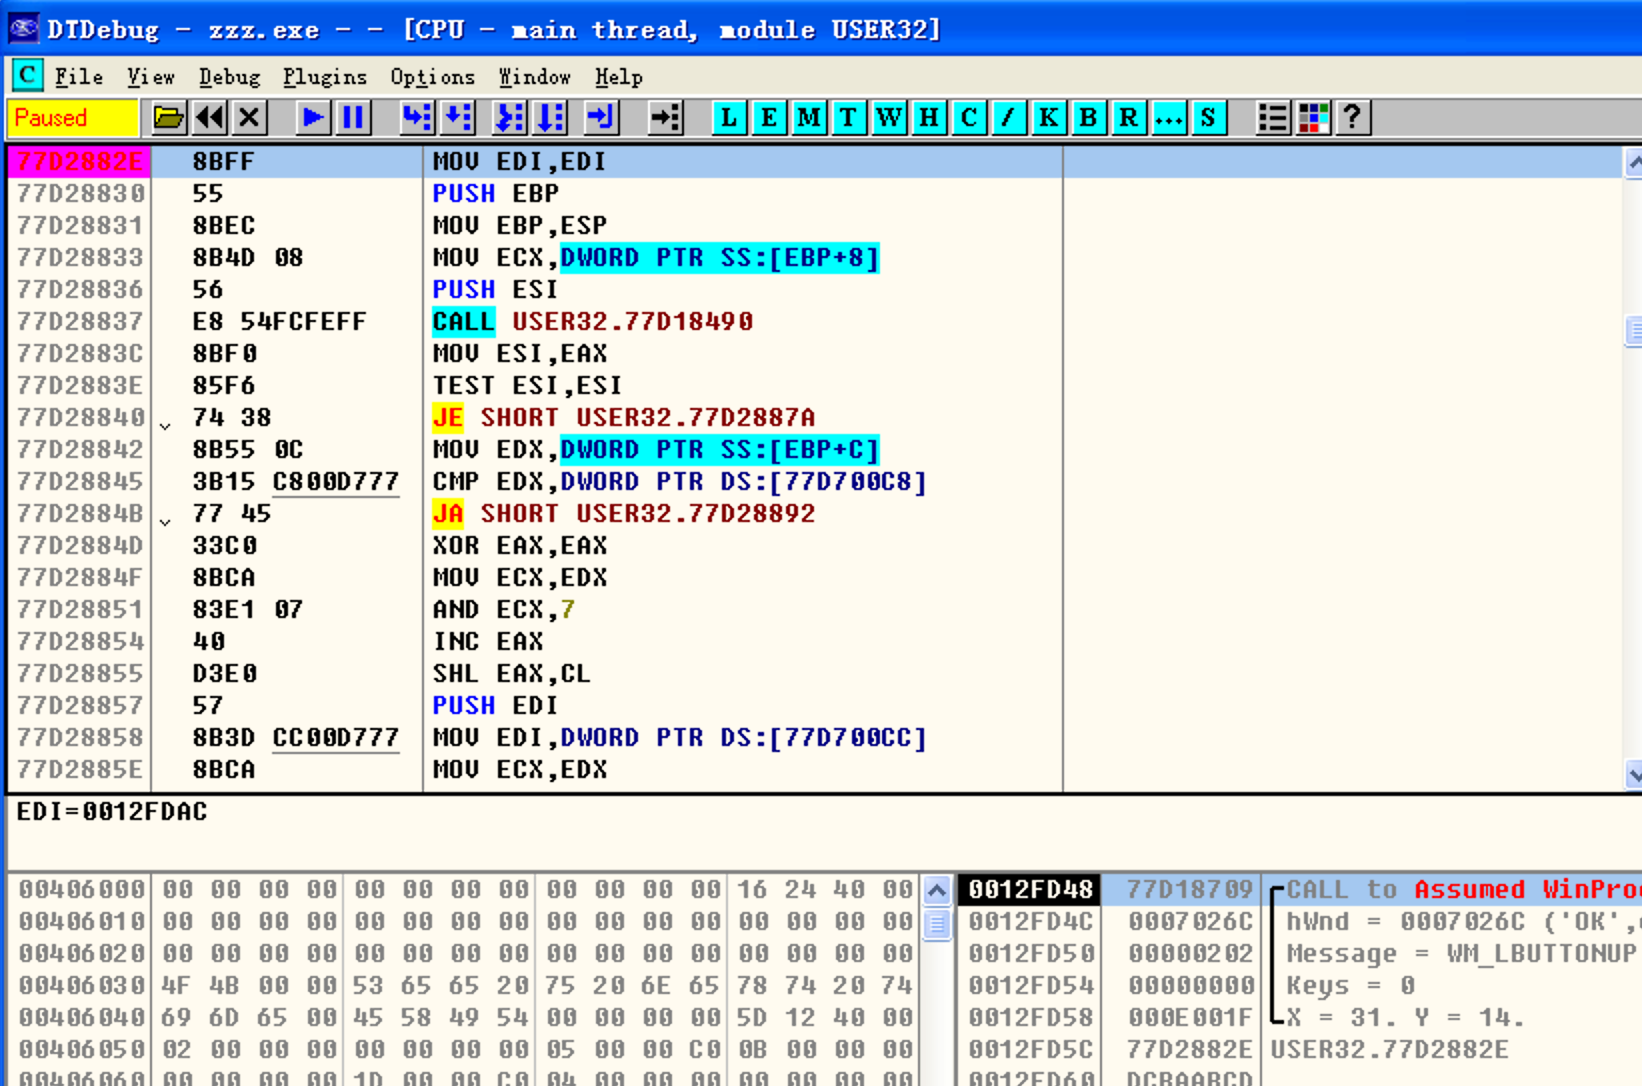 DTDebug - zzz.exe - - [CPU - main thread, module USER32]
C File View Debug Plugins Options Window Help
Paused L E M T W H C / K B R ... S ?
77D2882E 8BFF MOV EDI,EDI
77D28830 55 PUSH EBP
77D28831 8BEC MOV EBP,ESP
77D28833 8B4D 08 MOV ECX,DWORD PTR SS:[EBP+8]
77D28836 56 PUSH ESI
77D28837 E8 54FCFEFF CALL USER32.77D18490
77D2883C 8BF0 MOV ESI,EAX
77D2883E 85F6 TEST ESI,ESI
77D28840 74 38 JE SHORT USER32.77D2887A
77D28842 8B55 0C MOV EDX,DWORD PTR SS:[EBP+C]
77D28845 3B15 C800D777 CMP EDX,DWORD PTR DS:[77D700C8]
77D2884B 77 45 JA SHORT USER32.77D28892
77D2884D 33C0 XOR EAX,EAX
77D2884F 8BCA MOV ECX,EDX
77D28851 83E1 07 AND ECX,7
77D28854 40 INC EAX
77D28855 D3E0 SHL EAX,CL
77D28857 57 PUSH EDI
77D28858 8B3D CC00D777 MOV EDI,DWORD PTR DS:[77D700CC]
77D2885E 8BCA MOV ECX,EDX
EDI=0012FDAC
00406000 00 00 00 00 00 00 00 00 00 00 00 00 16 24 40 00 0012FD48 77D18709 CALL to Assumed WinProc
00406010 00 00 00 00 00 00 00 00 00 00 00 00 00 00 00 00 0012FD4C 0007026C hWnd = 0007026C ('OK',
00406020 00 00 00 00 00 00 00 00 00 00 00 00 00 00 00 00 0012FD50 00000202 Message = WM_LBUTTONUP
00406030 4F 4B 00 00 53 65 65 20 75 20 6E 65 78 74 20 74 0012FD54 00000000 Keys = 0
00406040 69 6D 65 00 45 58 49 54 00 00 00 00 5D 12 40 00 0012FD58 000E001F X = 31. Y = 14.
00406050 02 00 00 00 00 00 00 00 05 00 00 C0 0B 00 00 00 0012FD5C 77D2882E USER32.77D2882E
00406060 00 00 00 00 1D 00 00 C0 04 00 00 00 00 00 00 00 0012FD60 DCBAABCD